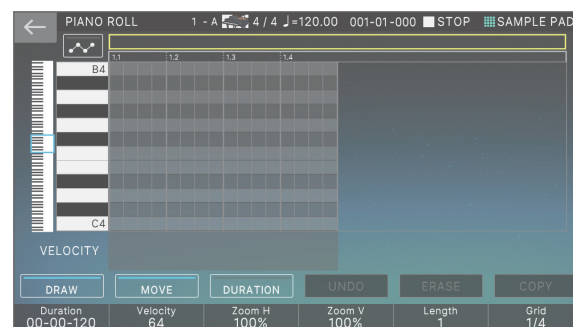 PIANO ROLL 1 - A 4 / 4 ♩=120.00 001-01-000 STOP SAMPLE PAD
1.1 1.2 1.3 1.4
B4
C4
VELOCITY
DRAW MOVE DURATION UNDO ERASE COPY
Duration Velocity Zoom H Zoom V Length Grid
00-00-120 64 100% 100% 1 1/4